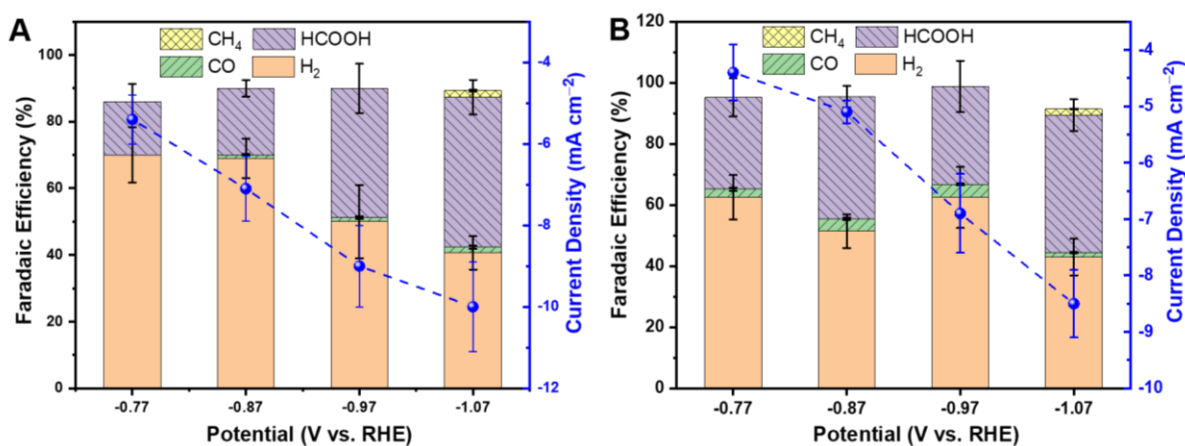 A
CH4 HCOOH
CO H2
Faradaic Efficiency (%)
100
80
60
40
20
0
-4
-6
-8
-10
-12
Current Density (mA cm−2)
-0.77 -0.87 -0.97 -1.07
Potential (V vs. RHE)
B
CH4 HCOOH
CO H2
Faradaic Efficiency (%)
120
100
80
60
40
20
0
-4
-5
-6
-7
-8
-9
-10
Current Density (mA cm−2)
-0.77 -0.87 -0.97 -1.07
Potential (V vs. RHE)